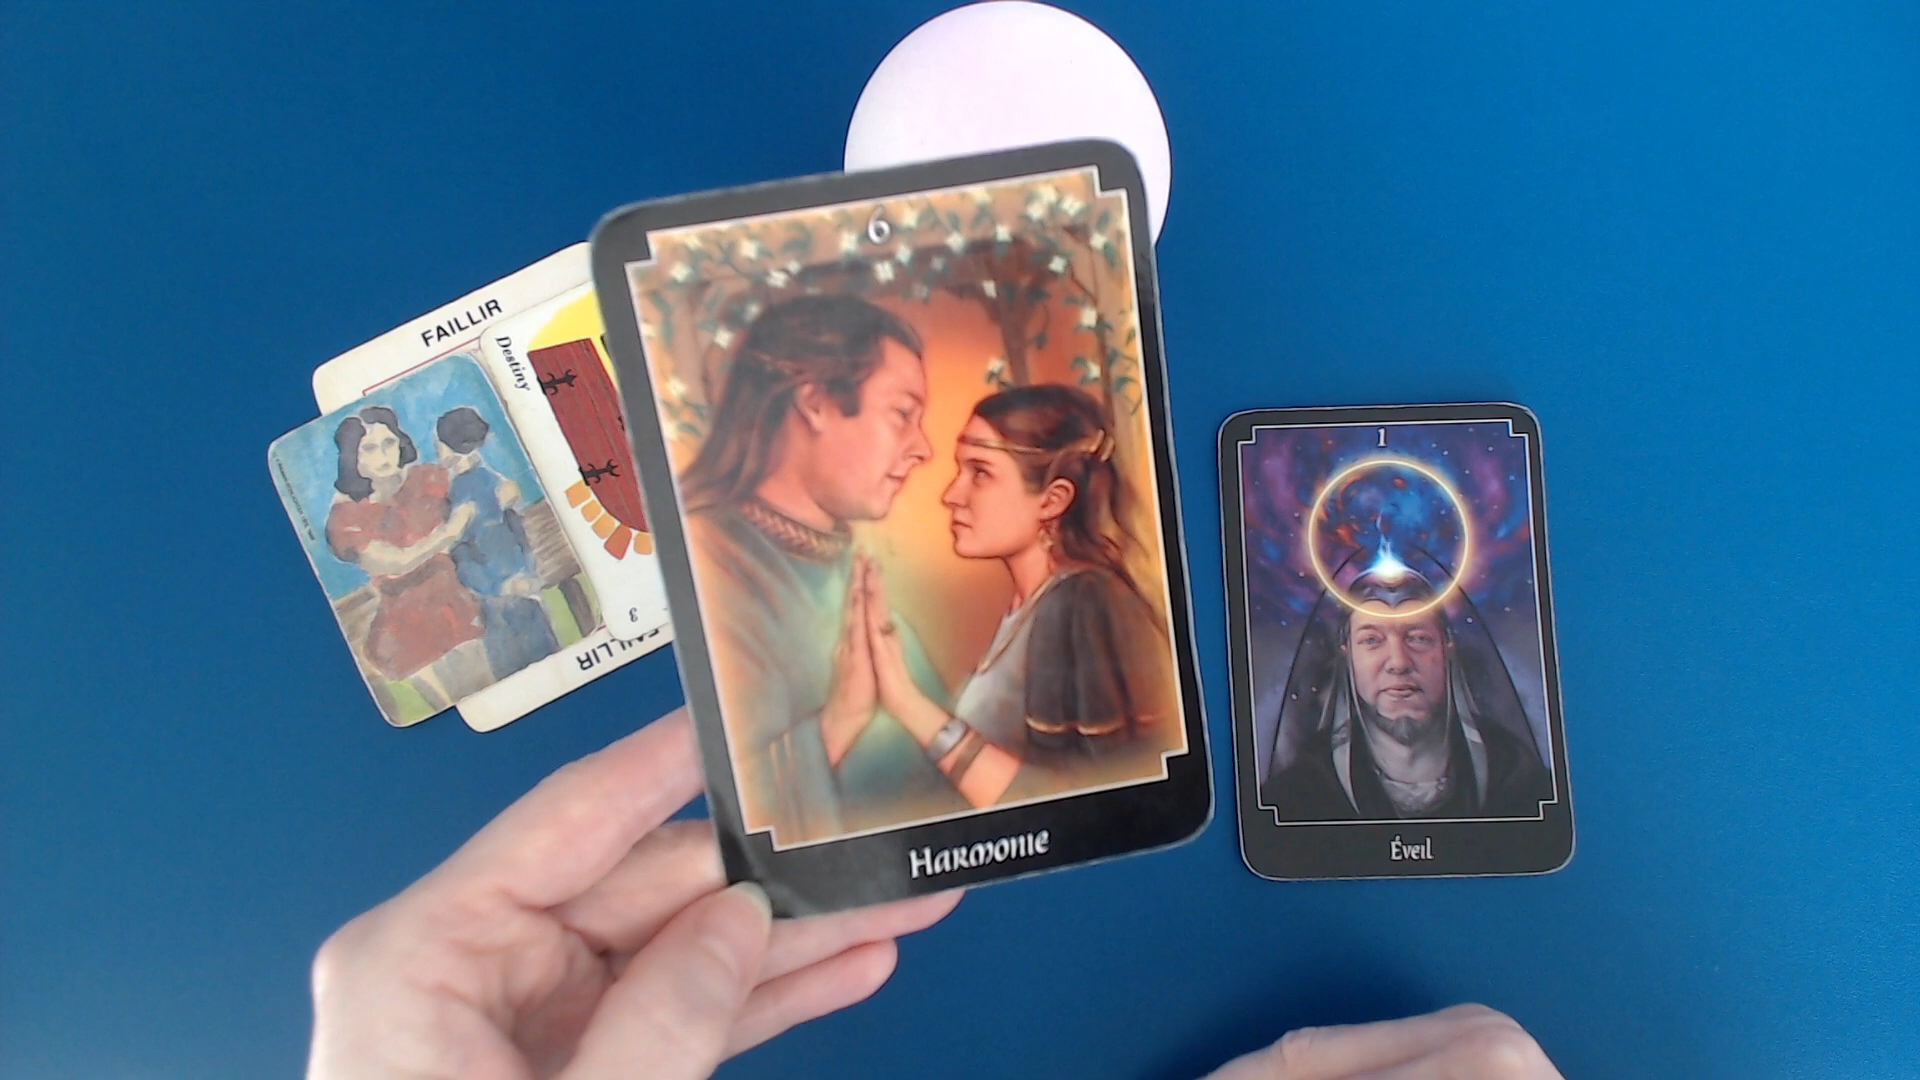 FAILLIR
Destiny
3
FAILLIR
6
Harmonie
1
Éveil